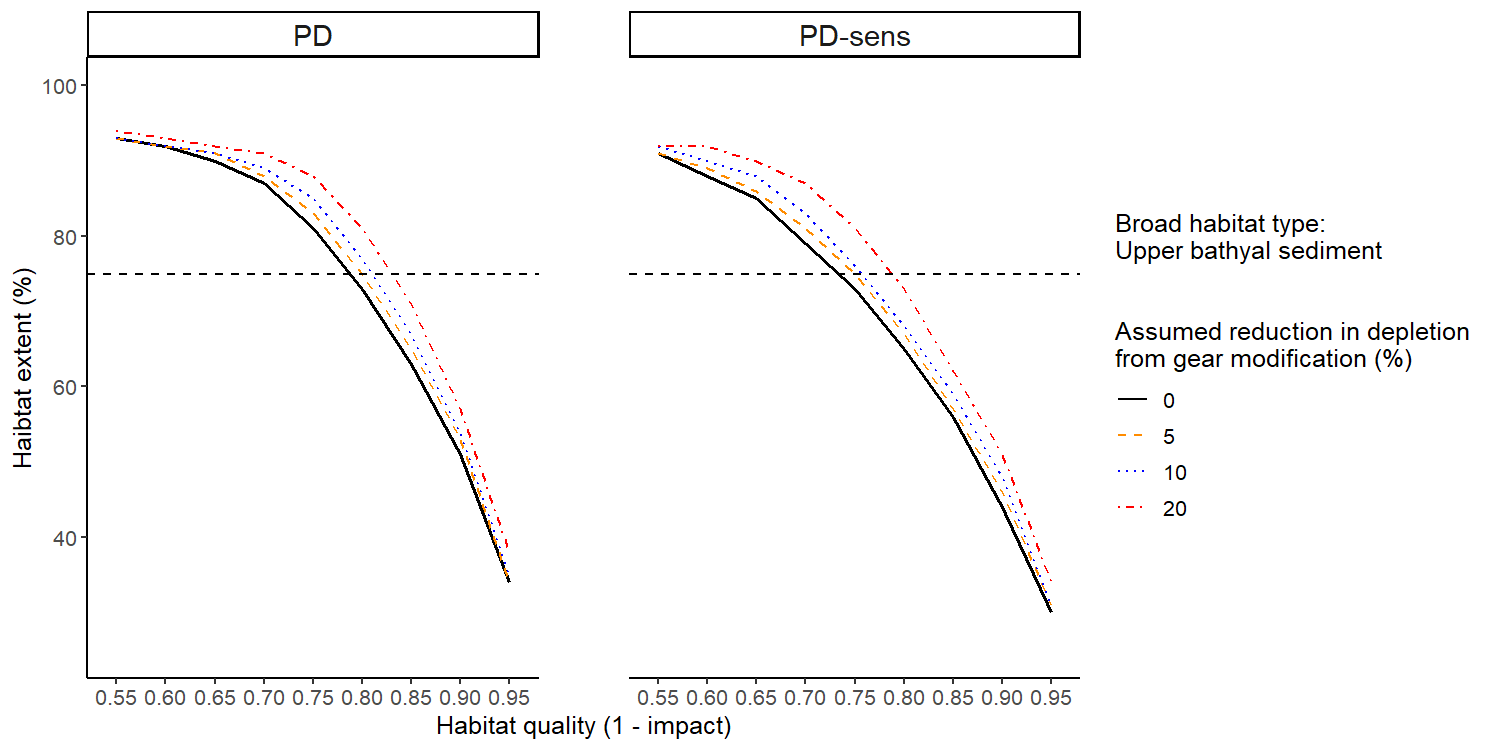 PD
PD-sens
100
80
60
40
Haibtat extent (%)
0.55 0.60 0.65 0.70 0.75 0.80 0.85 0.90 0.95
0.55 0.60 0.65 0.70 0.75 0.80 0.85 0.90 0.95
Habitat quality (1 - impact)
Broad habitat type:
Upper bathyal sediment
Assumed reduction in depletion
from gear modification (%)
0
5
10
20